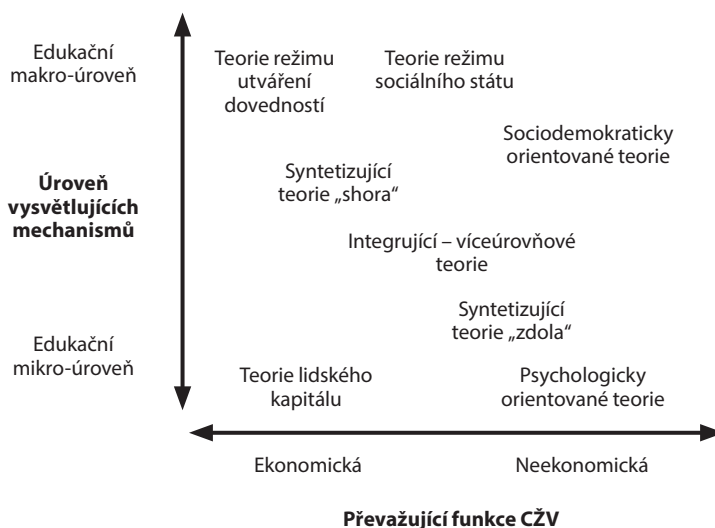 Edukační
makro-úroveň
Teorie režimu
utváření
dovedností
Teorie režimu
sociálního státu
Sociodemokraticky
orientované teorie
Syntetizující
teorie „shora“
Úroveň
vysvětlujících
mechanismů
Integrující – víceúrovňové
teorie
Syntetizující
teorie „zdola“
Edukační
mikro-úroveň
Teorie lidského
kapitálu
Psychologicky
orientované teorie
Ekonomická
Neekonomická
Převažující funkce CŽV